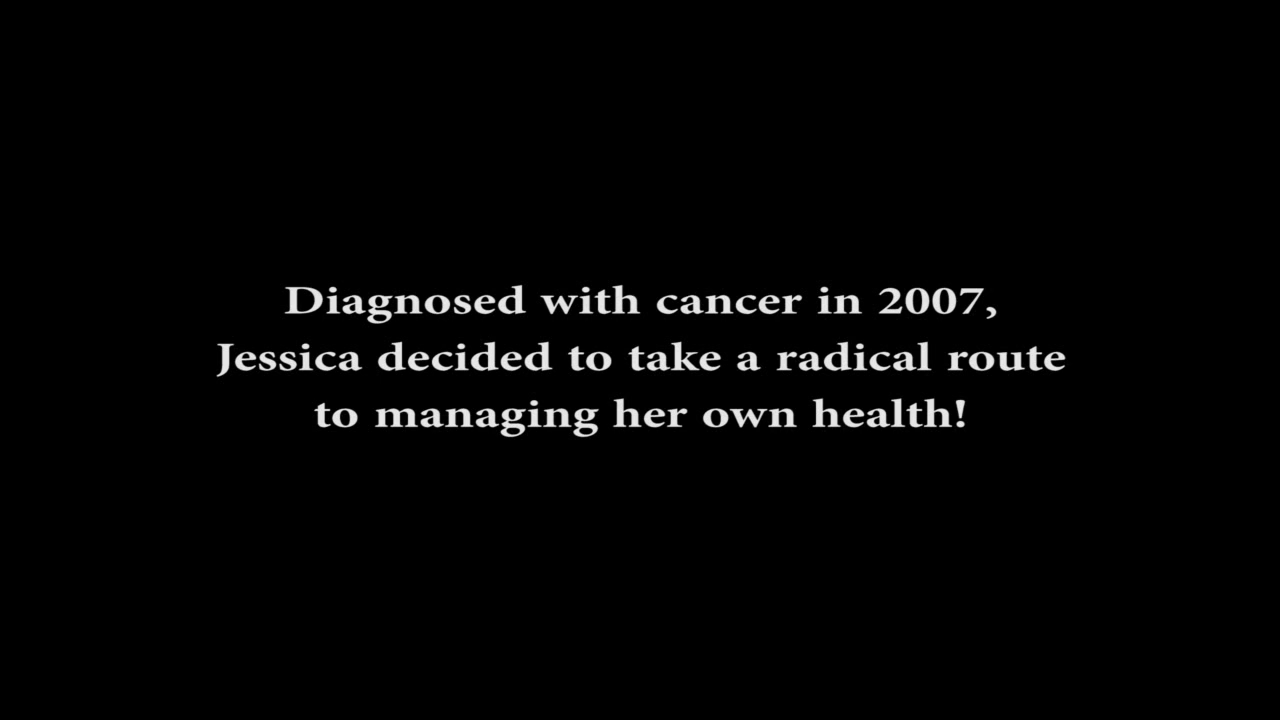 Diagnosed with cancer in 2007,
Jessica decided to take a radical route
to managing her own health!